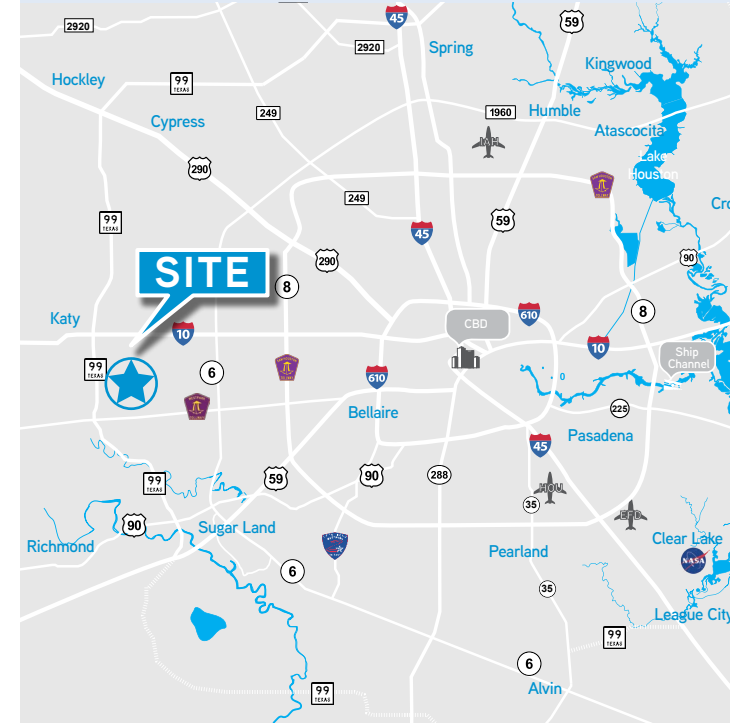 45
59
2920
2920
Spring
Kingwood
Hockley
99
TEXAS
249
1960
Humble
Cypress
Atascocita
IAH
Lake
Houston
290
249
99
TEXAS
59
Cro
45
290
90
SITE
8
8
Katy
10
610
CBD
10
Ship
Channel
99
TEXAS
6
610
Bellaire
225
Pasadena
45
59
90
288
99
TEXAS
HOU
35
EFD
90
Sugar Land
Richmond
Clear Lake
Pearland
NASA
6
35
League City
99
TEXAS
6
Alvin
99
TEXAS